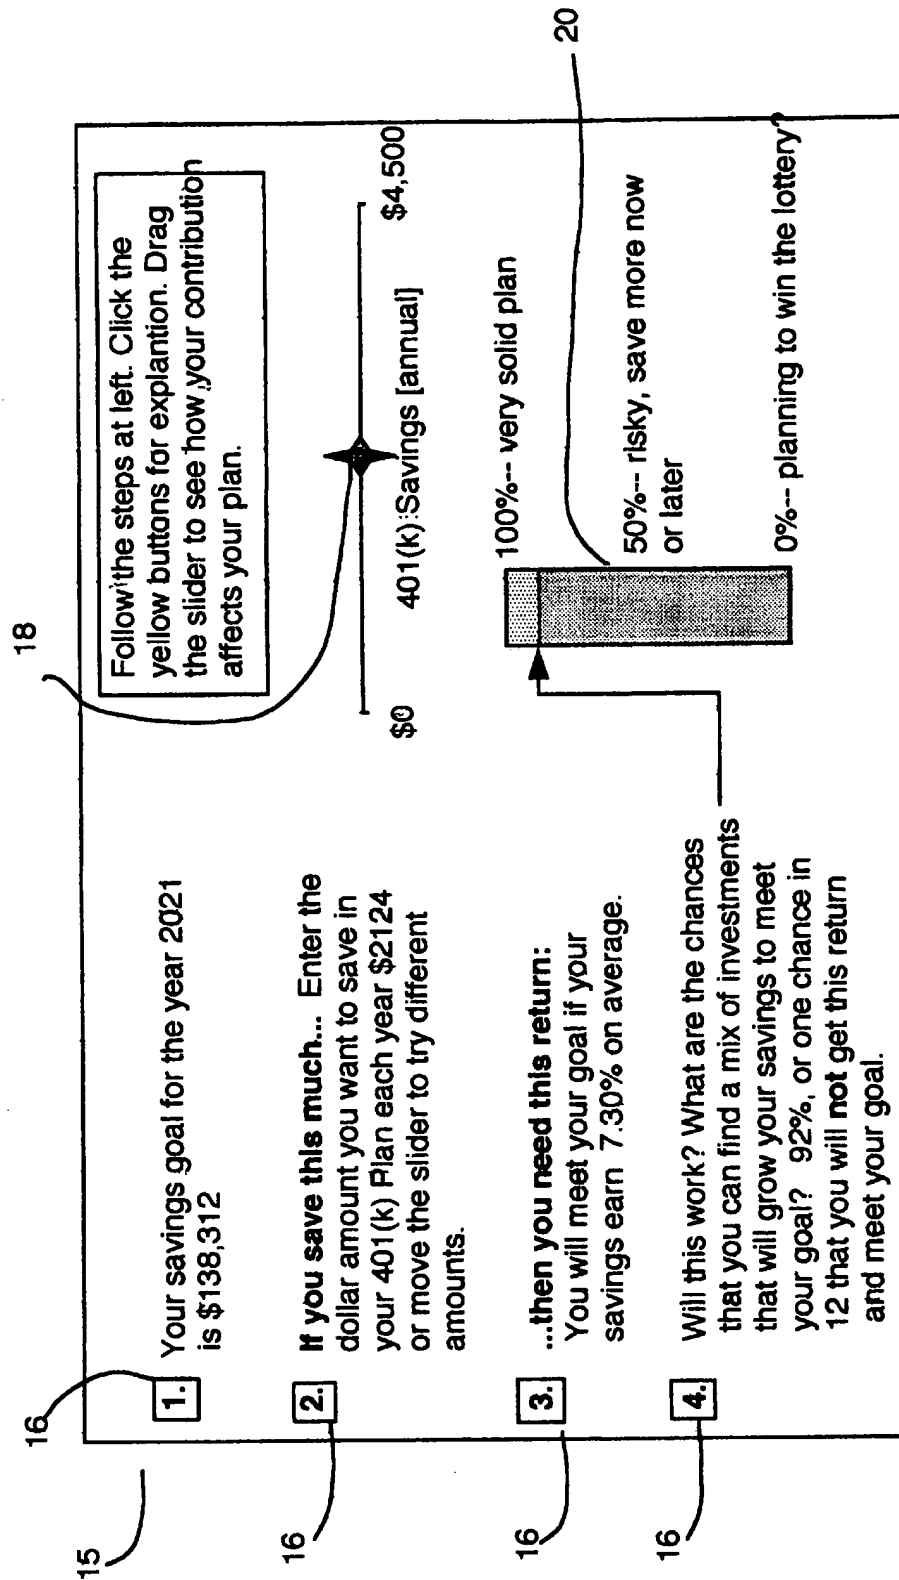 15
16
18
1. Your savings goal for the year 2021
is $138,312
Follow the steps at left. Click the
yellow buttons for explantion. Drag
the slider to see how your contribution
affects your plan.
16
2. If you save this much... Enter the
dollar amount you want to save in
your 401(k) Plan each year $2124
or move the slider to try different
amounts.
$0
$4,500
401(k) Savings [annual]
16
3. ...then you need this return:
You will meet your goal if your
savings earn 7.30% on average.
100%-- very solid plan
50%-- risky, save more now
or later
0%-- planning to win the lottery?
20
16
4. Will this work? What are the chances
that you can find a mix of investments
that will grow your savings to meet
your goal? 92%, or one chance in
12 that you will not get this return
and meet your goal.